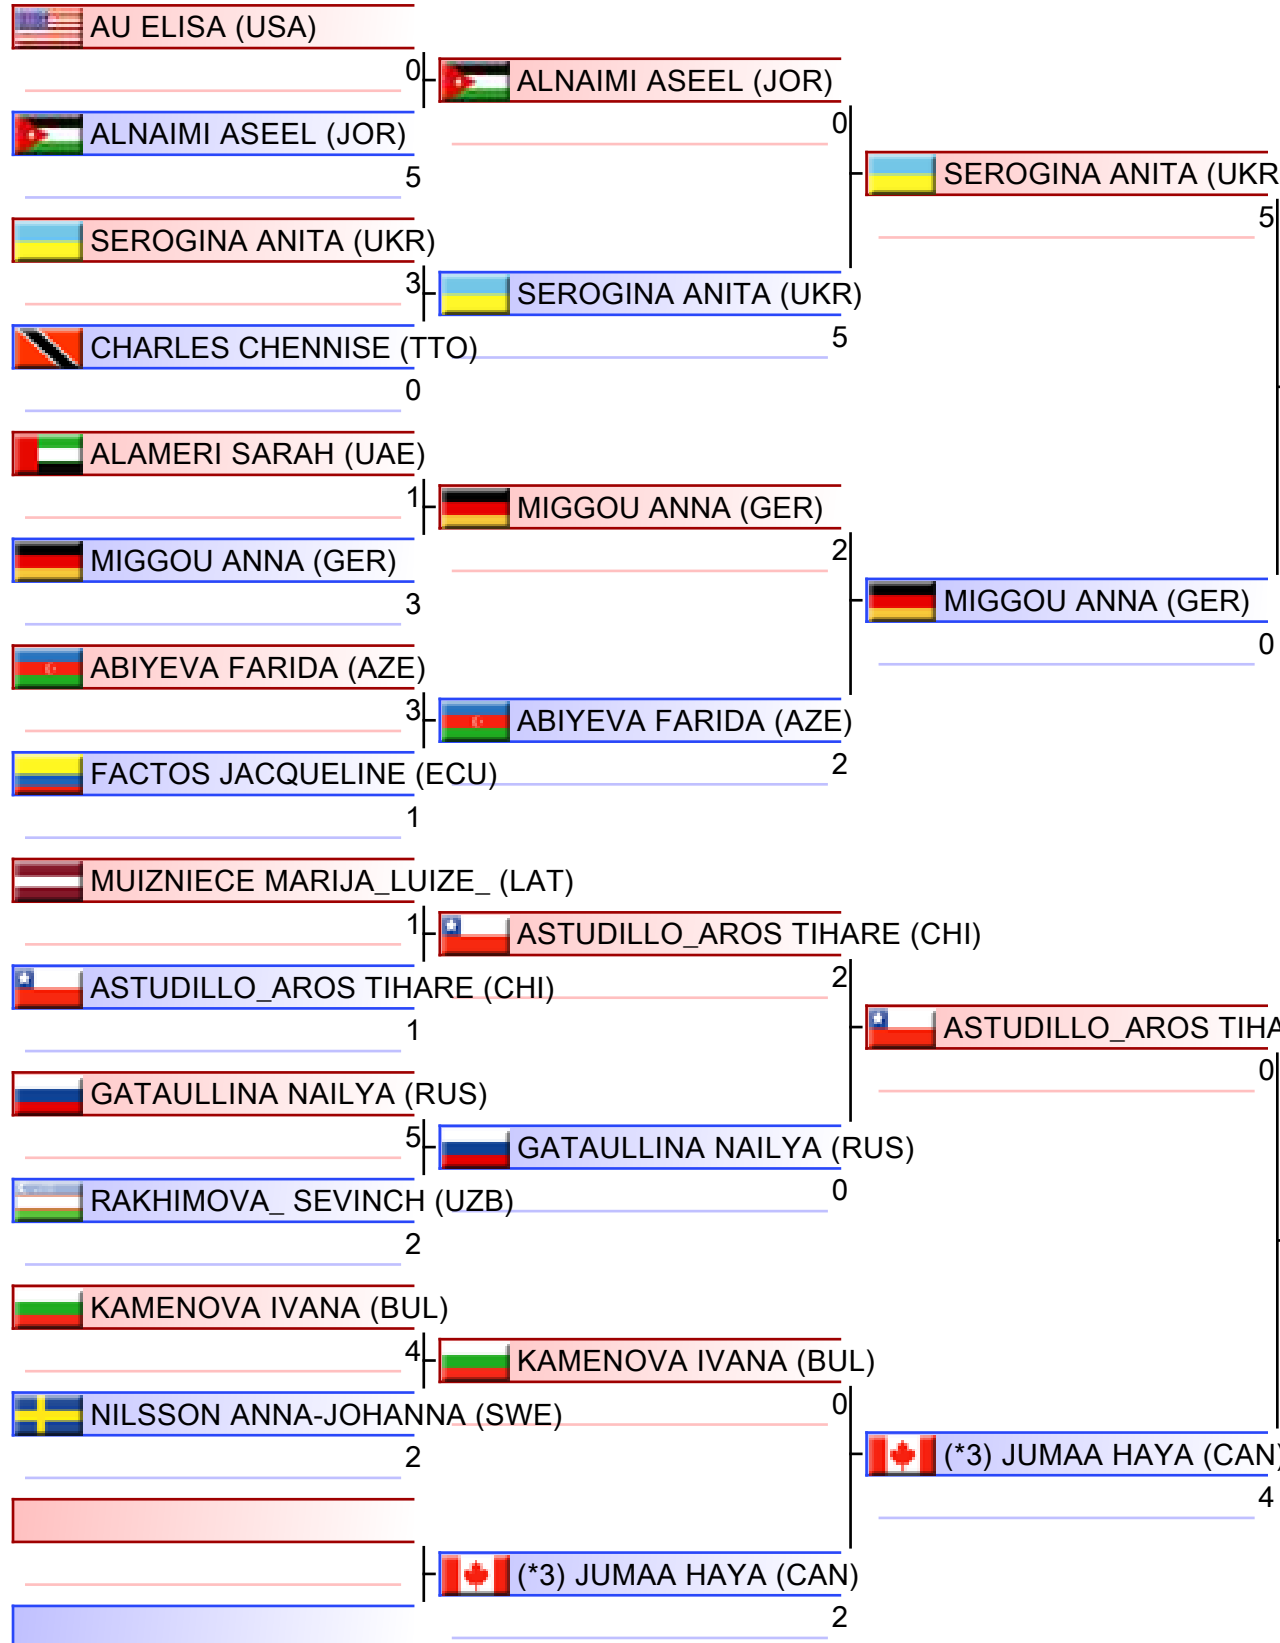 AU ELISA (USA)
0
ALNAIMI ASEEL (JOR)
5
SEROGINA ANITA (UKR)
3
CHARLES CHENNISE (TTO)
0
ALAMERI SARAH (UAE)
1
MIGGOU ANNA (GER)
3
ABIYEVA FARIDA (AZE)
3
FACTOS JACQUELINE (ECU)
1
MUIZNIECE MARIJA_LUIZE_ (LAT)
1
ASTUDILLO_AROS TIHARE (CHI)
1
GATAULLINA NAILYA (RUS)
5
RAKHIMOVA_ SEVINCH (UZB)
2
KAMENOVA IVANA (BUL)
4
NILSSON ANNA-JOHANNA (SWE)
2
ALNAIMI ASEEL (JOR)
0
SEROGINA ANITA (UKR)
5
MIGGOU ANNA (GER)
2
ABIYEVA FARIDA (AZE)
2
ASTUDILLO_AROS TIHARE (CHI)
2
GATAULLINA NAILYA (RUS)
0
KAMENOVA IVANA (BUL)
0
(*3) JUMAA HAYA (CAN)
2
SEROGINA ANITA (UKR
5
MIGGOU ANNA (GER)
0
ASTUDILLO_AROS TIHA
0
(*3) JUMAA HAYA (CAN)
4